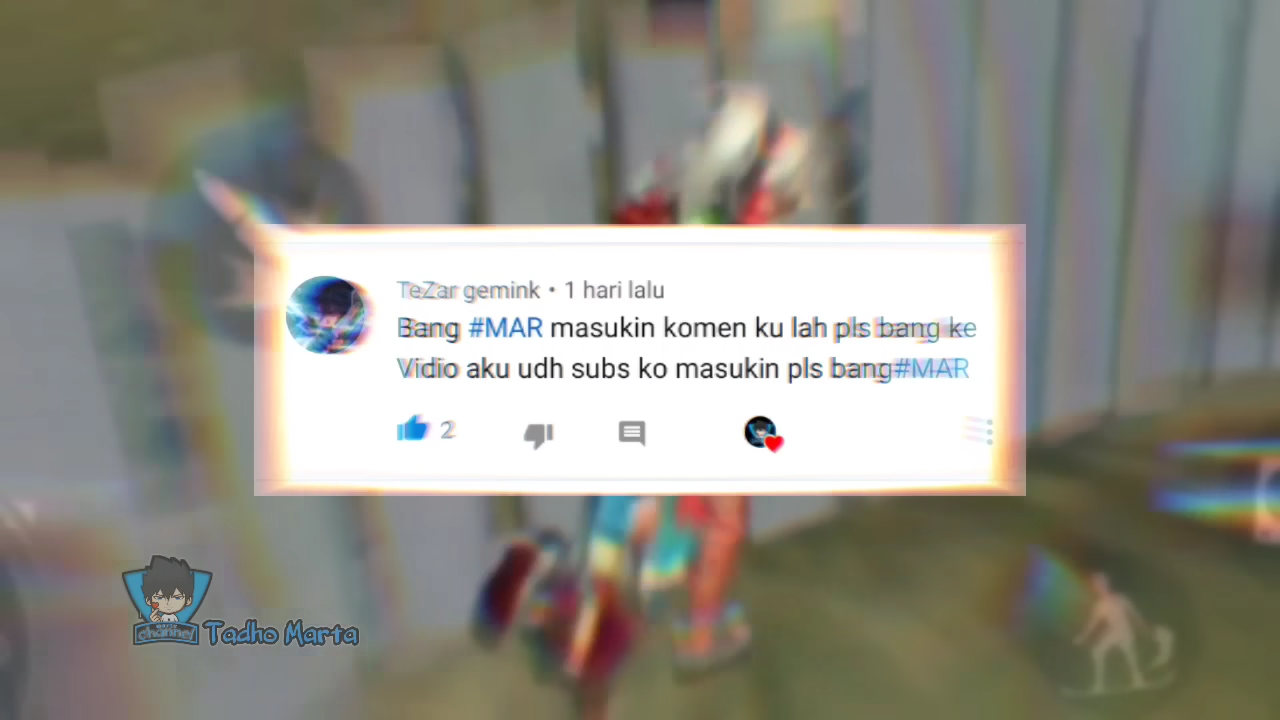 TeZar gemink • 1 hari lalu
Bang #MAR masukin komen ku lah pls bang ke
Vidio aku udh subs ko masukin pls bang#MAR
2
channel
Tadho Marta